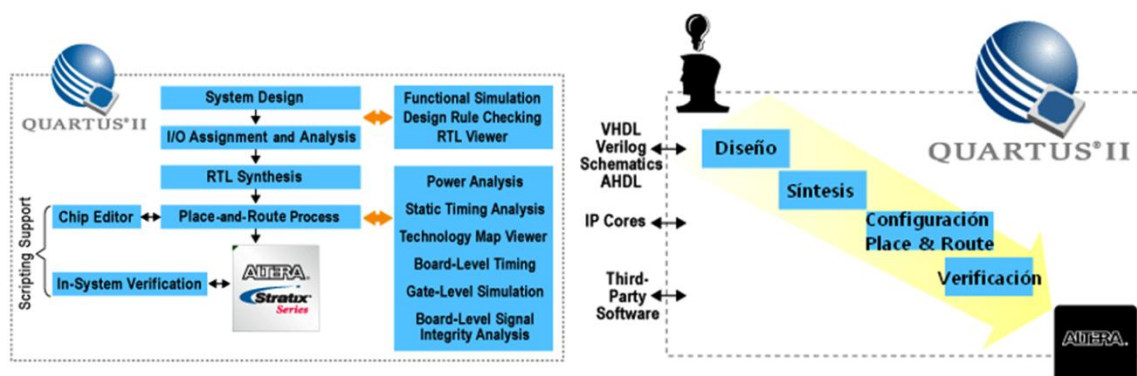 QUARTUS® II
System Design
I/O Assignment and Analysis
RTL Synthesis
Place-and-Route Process
Chip Editor
In-System Verification
Scripting Support
ALTERA®
Stratix™
Series
Functional Simulation
Design Rule Checking
RTL Viewer
Power Analysis
Static Timing Analysis
Technology Map Viewer
Board-Level Timing
Gate-Level Simulation
Board-Level Signal
Integrity Analysis
VHDL
Verilog
Schematics
AHDL
IP Cores
Third-
Party
Software
Diseño
Síntesis
Configuración
Place & Route
Verificación
QUARTUS® II
ALTERA®